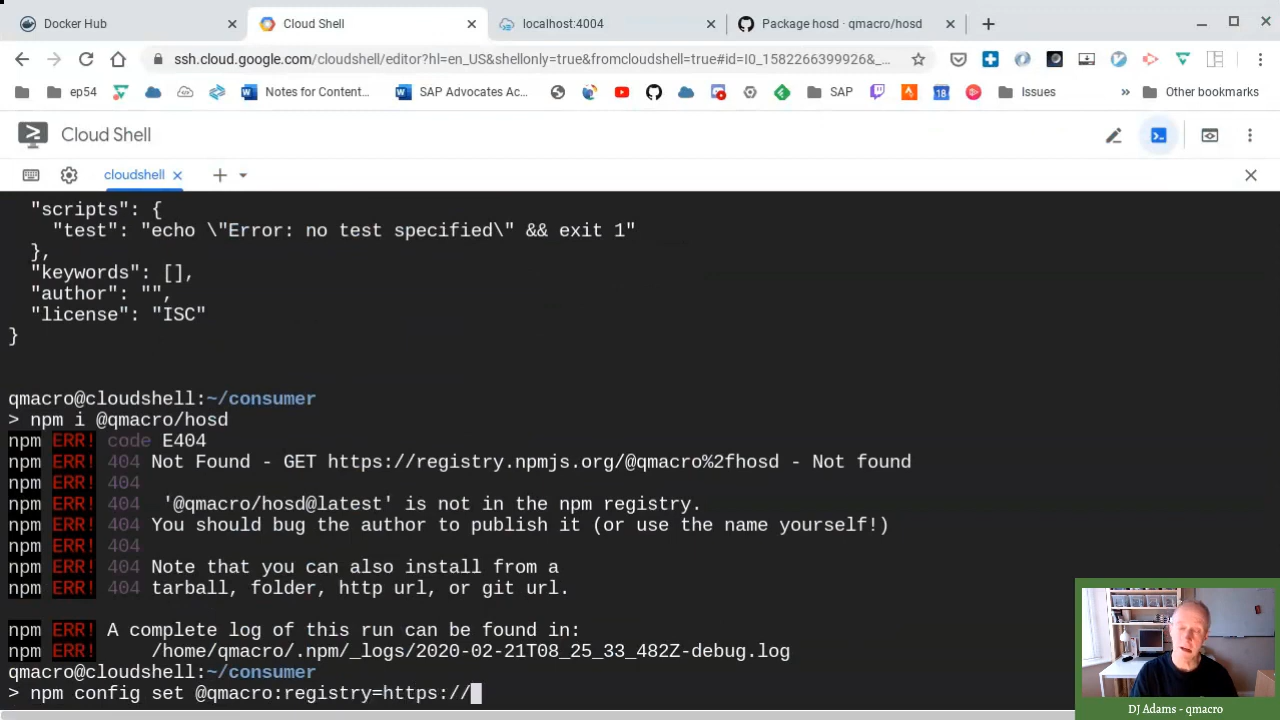 Docker Hub
Cloud Shell
localhost:4004
Package hosd · qmacro/hosd
ssh.cloud.google.com/cloudshell/editor?hl=en_US&shellonly=true&fromcloudshell=true#id=I0_1582266399926&_...
ep54
Notes for Content...
SAP Advocates Ac...
18
SAP
Issues
»
Other bookmarks
Cloud Shell
cloudshell
"scripts": {
"test": "echo \"Error: no test specified\" && exit 1"
},
"keywords": [],
"author": "",
"license": "ISC"
}
qmacro@cloudshell:~/consumer
> npm i @qmacro/hosd
npm ERR! code E404
npm ERR! 404 Not Found - GET https://registry.npmjs.org/@qmacro%2fhosd - Not found
npm ERR! 404
npm ERR! 404  '@qmacro/hosd@latest' is not in the npm registry.
npm ERR! 404 You should bug the author to publish it (or use the name yourself!)
npm ERR! 404
npm ERR! 404 Note that you can also install from a
npm ERR! 404 tarball, folder, http url, or git url.
npm ERR! A complete log of this run can be found in:
npm ERR!     /home/qmacro/.npm/_logs/2020-02-21T08_25_33_482Z-debug.log
qmacro@cloudshell:~/consumer
> npm config set @qmacro:registry=https://
DJ Adams - qmacro